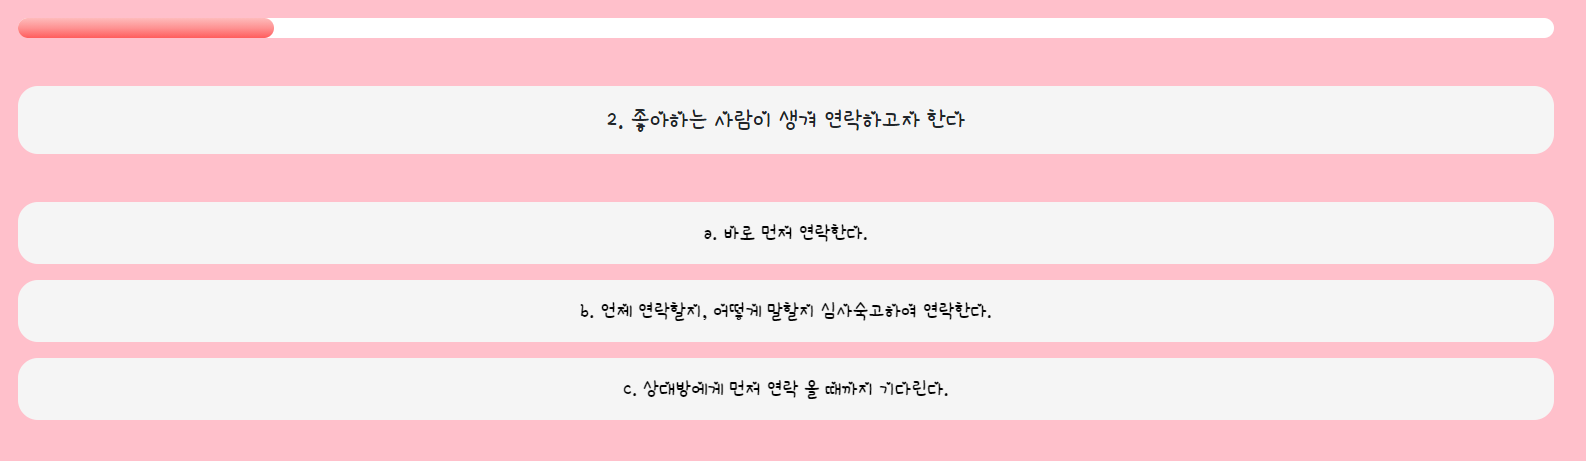 2. 좋아하는 사람이 생겨 연락하고자 한다
a. 바로 먼저 연락한다.
b. 언제 연락할지, 어떻게 말할지 심사숙고하여 연락한다.
c. 상대방에게 먼저 연락 올 때까지 기다린다.